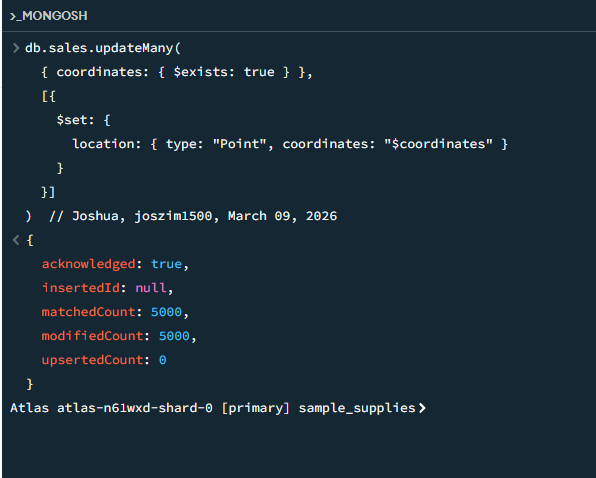 >_MONGOSH
> db.sales.updateMany(
{ coordinates: { $exists: true } },
[{
$set: {
location: { type: "Point", coordinates: "$coordinates" }
}
}]
)  // Joshua, joszim1500, March 09, 2026
< {
acknowledged: true,
insertedId: null,
matchedCount: 5000,
modifiedCount: 5000,
upsertedCount: 0
}
Atlas atlas-n61wxd-shard-0 [primary] sample_supplies>